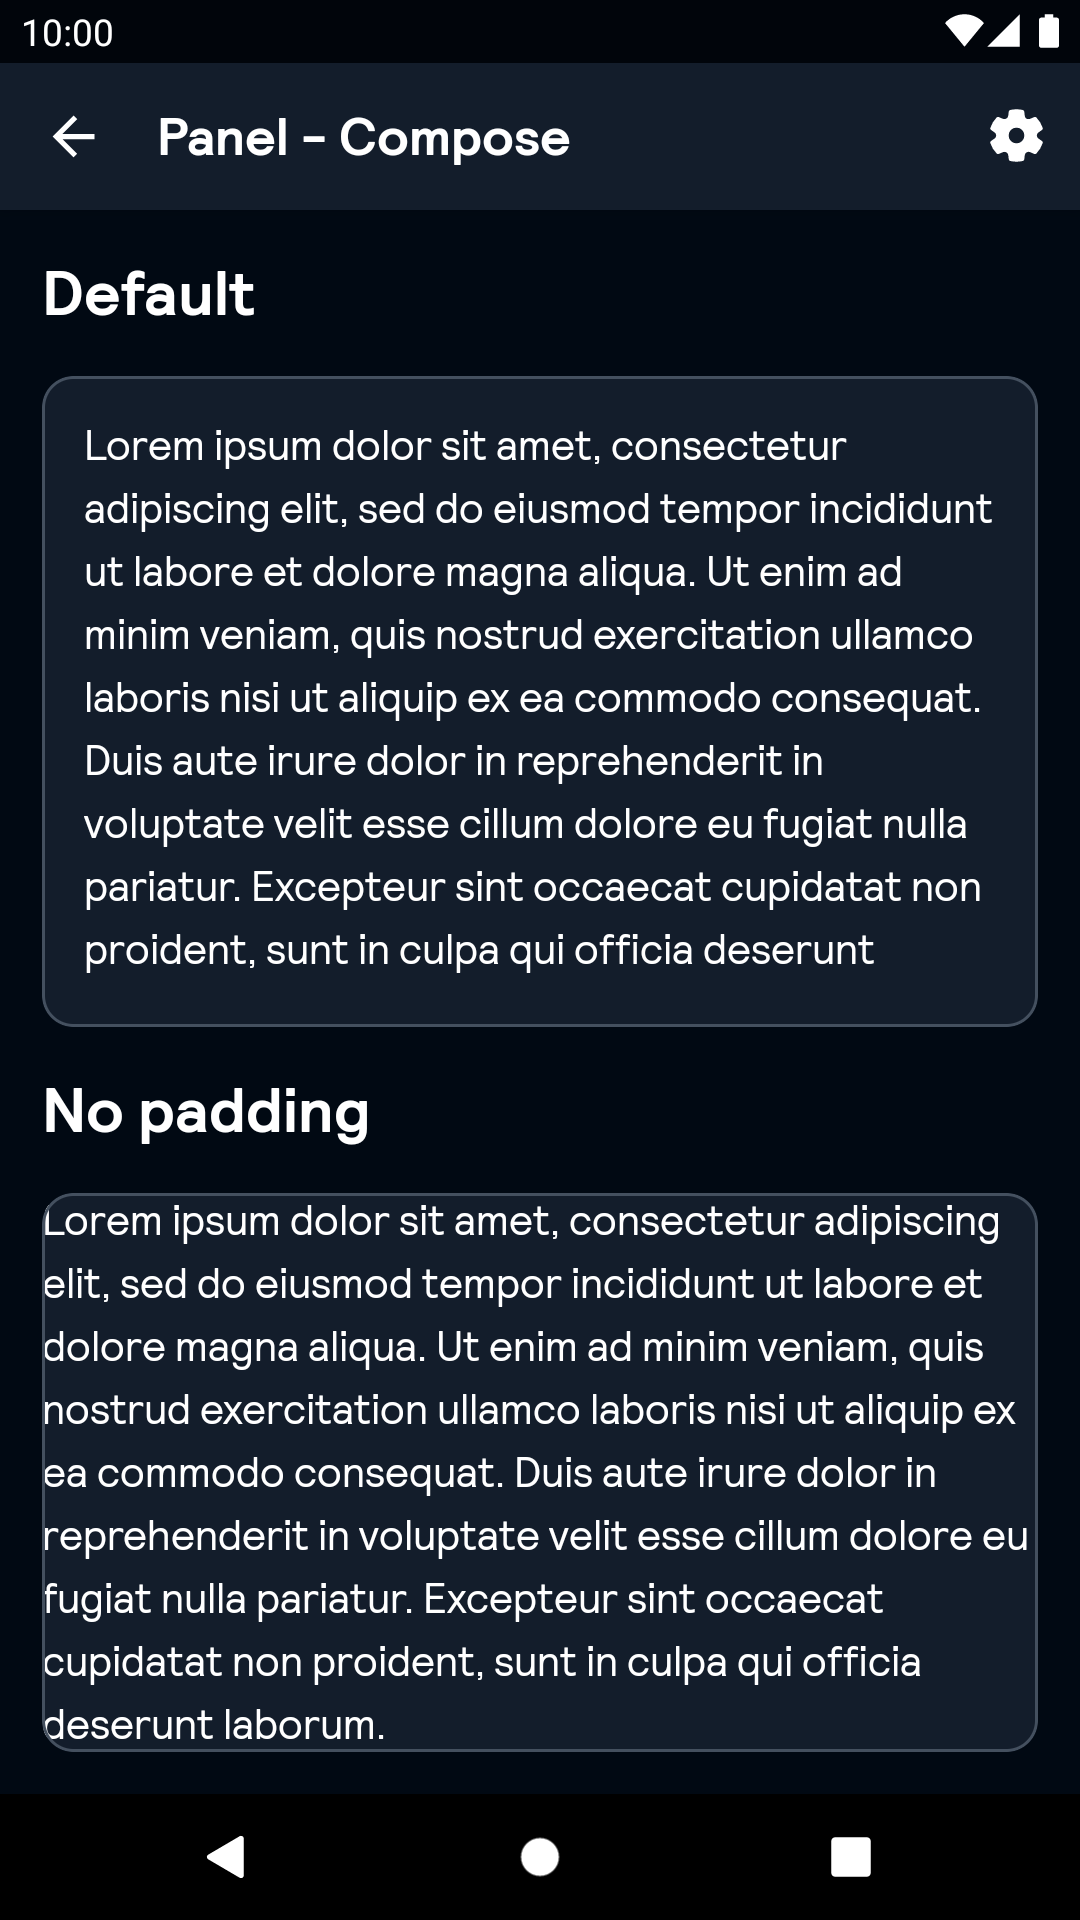 10:00
Panel - Compose
Default
Lorem ipsum dolor sit amet, consectetur
adipiscing elit, sed do eiusmod tempor incididunt
ut labore et dolore magna aliqua. Ut enim ad
minim veniam, quis nostrud exercitation ullamco
laboris nisi ut aliquip ex ea commodo consequat.
Duis aute irure dolor in reprehenderit in
voluptate velit esse cillum dolore eu fugiat nulla
pariatur. Excepteur sint occaecat cupidatat non
proident, sunt in culpa qui officia deserunt
No padding
Lorem ipsum dolor sit amet, consectetur adipiscing
elit, sed do eiusmod tempor incididunt ut labore et
dolore magna aliqua. Ut enim ad minim veniam, quis
nostrud exercitation ullamco laboris nisi ut aliquip ex
ea commodo consequat. Duis aute irure dolor in
reprehenderit in voluptate velit esse cillum dolore eu
fugiat nulla pariatur. Excepteur sint occaecat
cupidatat non proident, sunt in culpa qui officia
deserunt laborum.